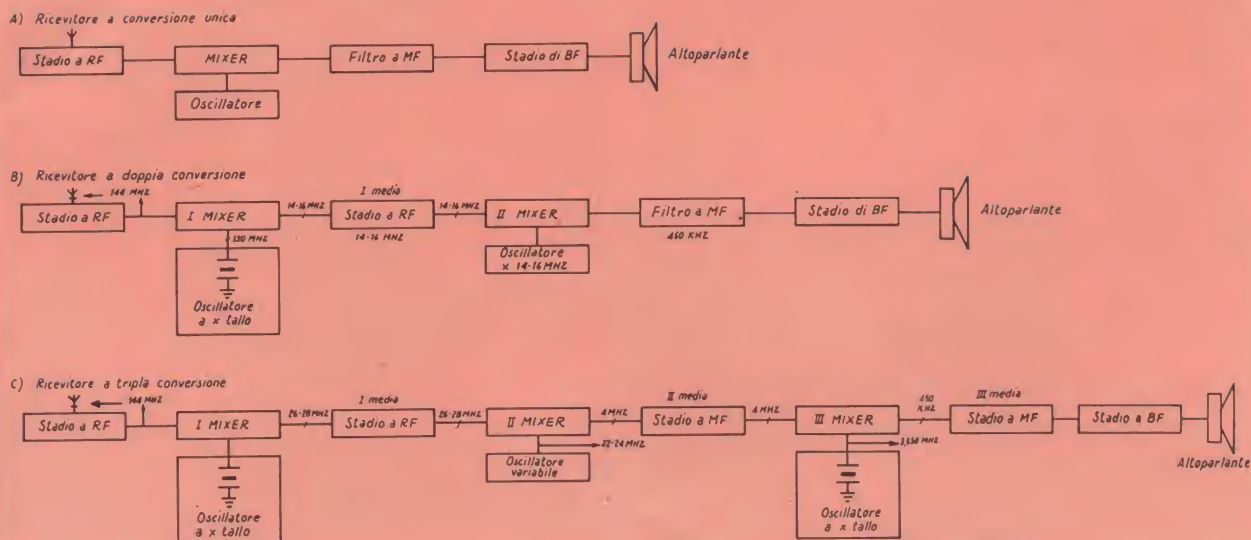 A) Ricevitore a conversione unica
Stadio a RF
MIXER
Filtro a MF
Stadio di BF
Altoparlante
Oscillatore
B) Ricevitore a doppia conversione
144 MHZ
I media
Stadio a RF
I MIXER
14-16 MHZ
Stadio a RF
14-16 MHZ
II MIXER
Filtro a MF
Stadio di BF
Altoparlante
130 MHZ
14-16 MHZ
460 KHZ
Oscillatore
x 14-16 MHZ
Oscillatore
a x tallo
C) Ricevitore a tripla conversione
144 MHZ
I media
II media
III media
Stadio a RF
I MIXER
26-28 MHZ
Stadio a RF
26-28 MHZ
II MIXER
4 MHZ
Stadio a MF
4 MHZ
III MIXER
KHZ
Stadio a MF
Stadio a BF
Altoparlante
22-24 MHZ
Oscillatore
variabile
Oscillatore
a x tallo
Oscillatore
a x tallo